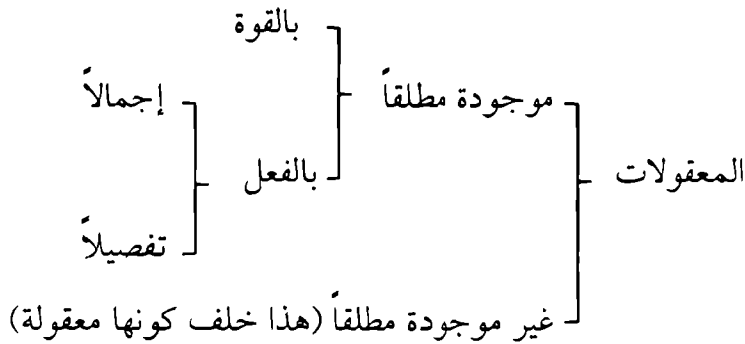 بالقوة
موجودة مطلقاً
إجمالاً
المعقولات
بالفعل
تفصيلاً
غير موجودة مطلقاً (هذا خلف كونها معقولة)